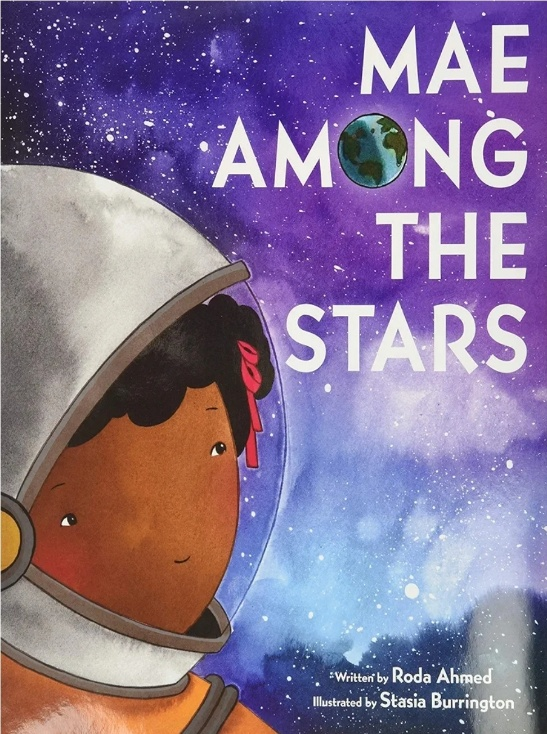 MAE
AMONG
THE
STARS
Written by Roda Ahmed
Illustrated by Stasia Burrington